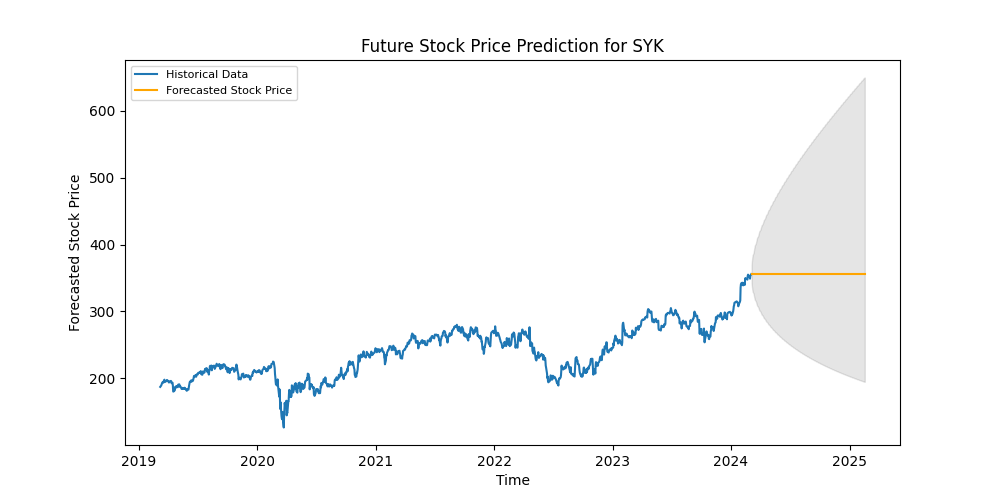 Future Stock Price Prediction for SYK
Historical Data
Forecasted Stock Price
600
500
400
300
200
Forecasted Stock Price
2019 2020 2021 2022 2023 2024 2025
Time